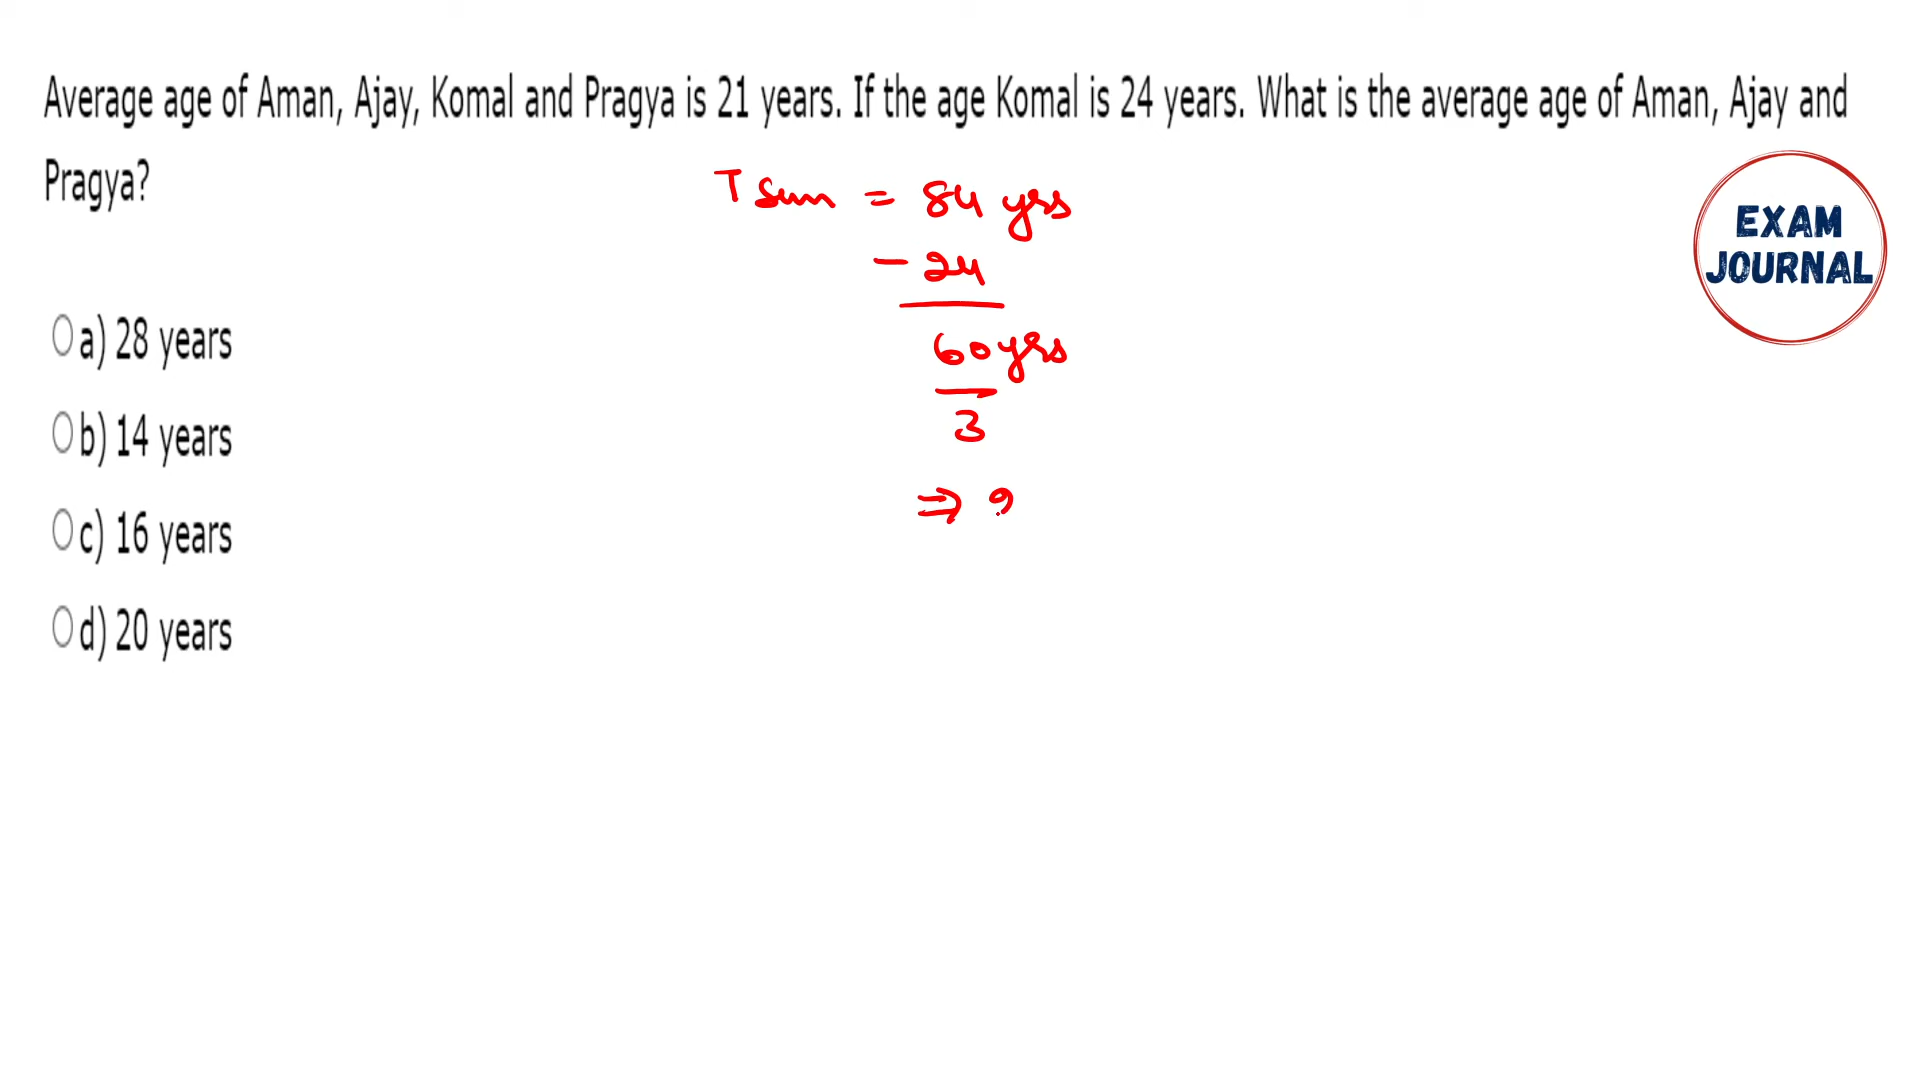 Average age of Aman, Ajay, Komal and Pragya is 21 years. If the age Komal is 24 years. What is the average age of Aman, Ajay and
Pragya?
T Sum = 84 yrs
- 24
60 yrs
3
⇒
EXAM
JOURNAL
a) 28 years
b) 14 years
c) 16 years
d) 20 years